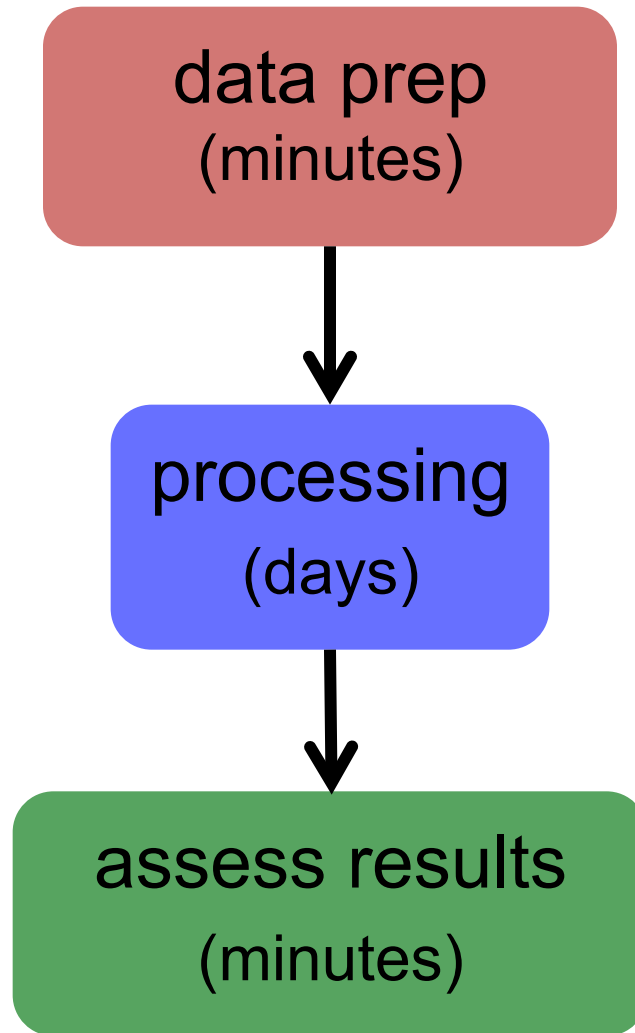 data prep
(minutes)
processing
(days)
assess results
(minutes)